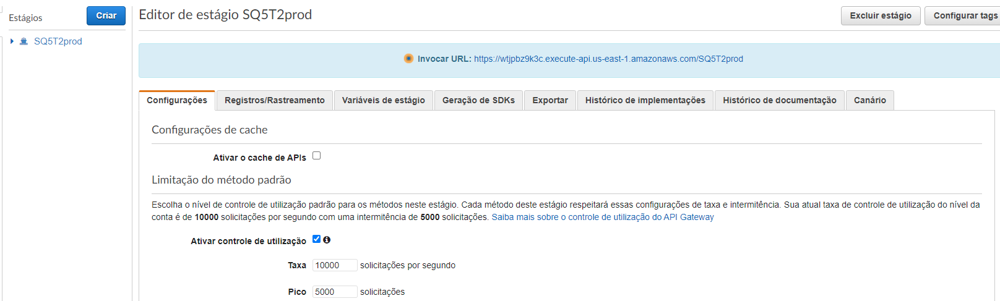 Estágios
Criar
SQ5T2prod
Editor de estágio SQ5T2prod
Excluir estágio
Configurar tags
Invocar URL: https://wtjpbz9k3c.execute-api.us-east-1.amazonaws.com/SQ5T2prod
Configurações
Registros/Rastreamento
Variáveis de estágio
Geração de SDKs
Exportar
Histórico de implementações
Histórico de documentação
Canário
Configurações de cache
Ativar o cache de APIs
Limitação do método padrão
Escolha o nível de controle de utilização padrão para os métodos neste estágio. Cada método deste estágio respeitará essas configurações de taxa e intermitência. Sua atual taxa de controle de utilização do nível da
conta é de 10000 solicitações por segundo com uma intermitência de 5000 solicitações. Saiba mais sobre o controle de utilização do API Gateway
Ativar controle de utilização
Taxa 10000 solicitações por segundo
Pico 5000 solicitações